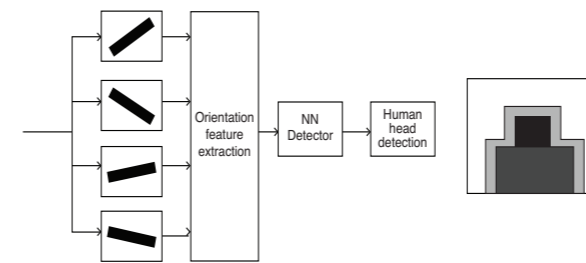 Orientation
feature
extraction
NN
Detector
Human
head
detection